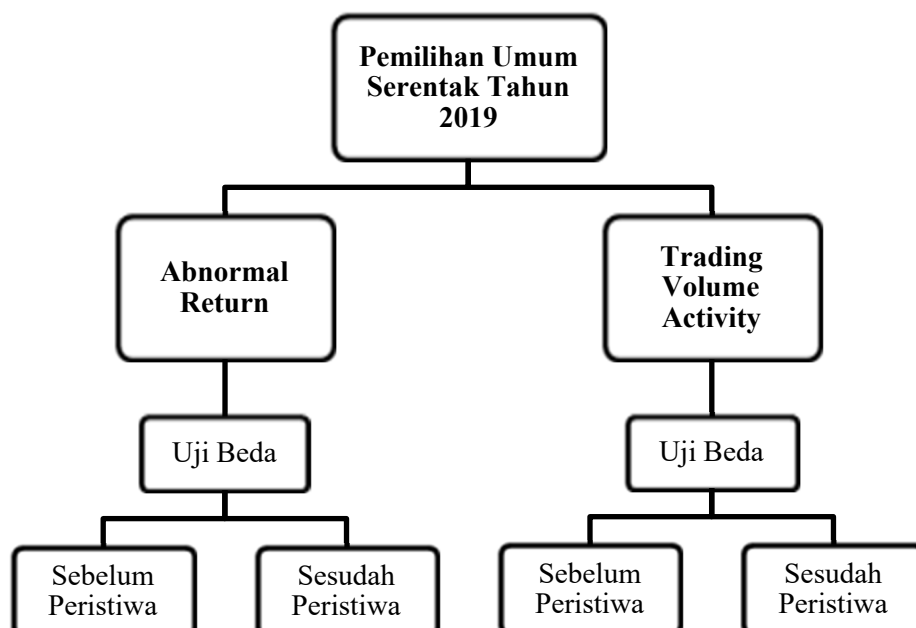 Pemilihan Umum
Serentak Tahun
2019
Abnormal
Return
Trading
Volume
Activity
Uji Beda
Uji Beda
Sebelum
Peristiwa
Sesudah
Peristiwa
Sebelum
Peristiwa
Sesudah
Peristiwa